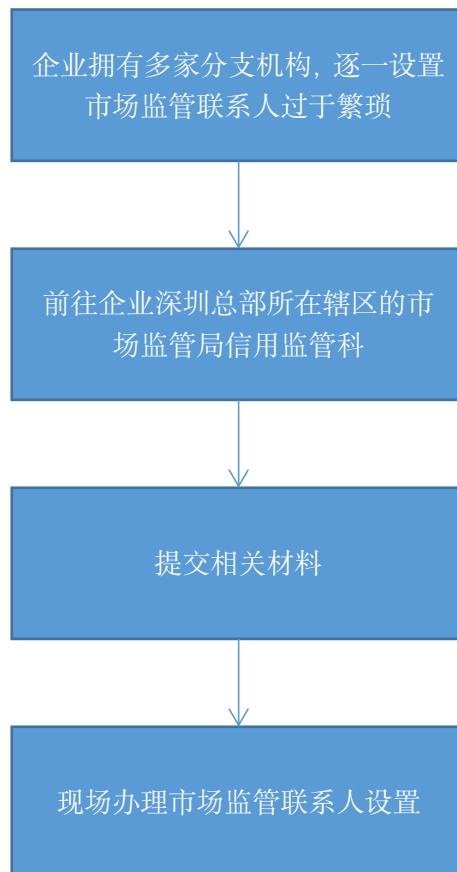 企业拥有多家分支机构, 逐一设置
市场监管联系人过于繁琐
前往企业深圳总部所在辖区的市
场监管局信用监管科
提交相关材料
现场办理市场监管联系人设置